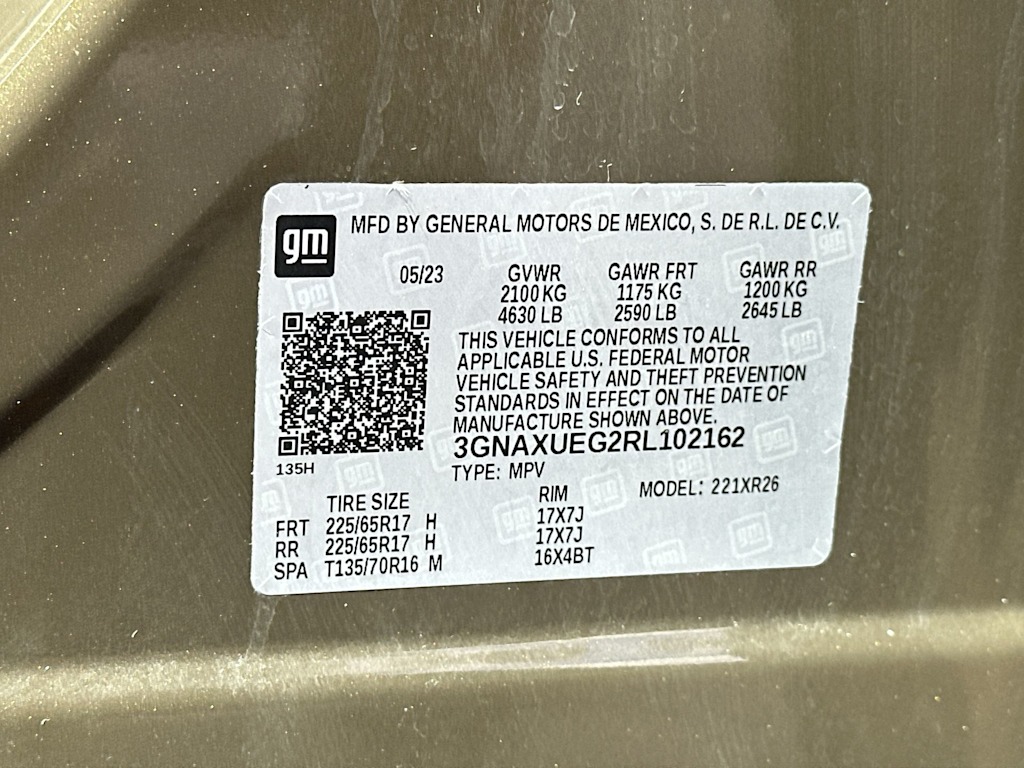 gm
MFD BY GENERAL MOTORS DE MEXICO, S. DE R.L. DE C.V.
05/23 GVWR GAWR FRT GAWR RR
2100 KG 1175 KG 1200 KG
4630 LB 2590 LB 2645 LB
THIS VEHICLE CONFORMS TO ALL
APPLICABLE U.S. FEDERAL MOTOR
VEHICLE SAFETY AND THEFT PREVENTION
STANDARDS IN EFFECT ON THE DATE OF
MANUFACTURE SHOWN ABOVE.
3GNAXUEG2RL102162
135H
TYPE: MPV MODEL: 221XR26
TIRE SIZE RIM
FRT 225/65R17 H 17X7J
RR 225/65R17 H 17X7J
SPA T135/70R16 M 16X4BT